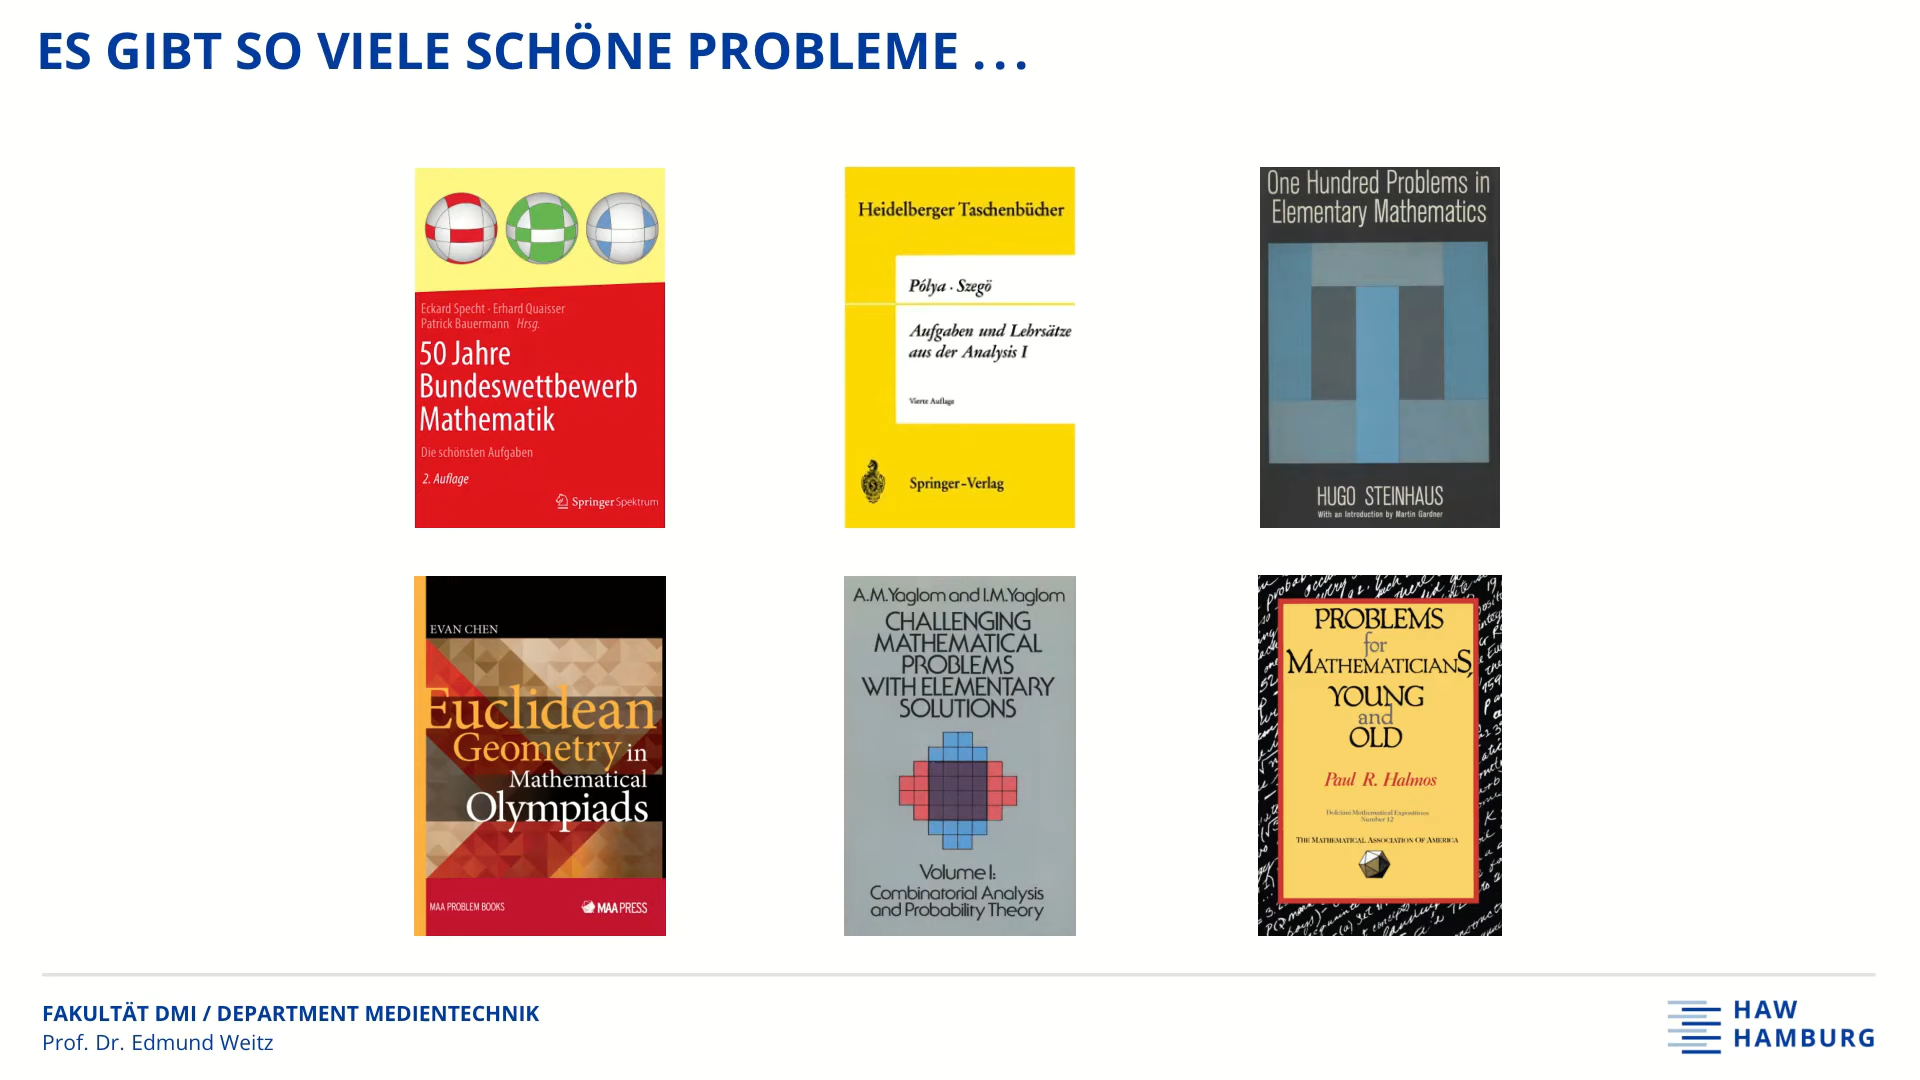 ES GIBT SO VIELE SCHÖNE PROBLEME ...
Eckard Specht · Erhard Quaisser
Patrick Bauermann Hrsg.
50 Jahre
Bundeswettbewerb
Mathematik
Die schönsten Aufgaben
2. Auflage
Springer Spektrum
Heidelberger Taschenbücher
Pólya · Szegö
Aufgaben und Lehrsätze
aus der Analysis I
Vierte Auflage
Springer-Verlag
One Hundred Problems in
Elementary Mathematics
HUGO STEINHAUS
With an Introduction by Martin Gardner
EVAN CHEN
Euclidean
Geometry in
Mathematical
Olympiads
MAA PROBLEM BOOKS
MAA PRESS
A.M.Yaglom and I.M.Yaglom
CHALLENGING
MATHEMATICAL
PROBLEMS
WITH ELEMENTARY
SOLUTIONS
Volume I:
Combinatorial Analysis
and Probability Theory
PROBLEMS
for
MATHEMATICIANS,
YOUNG
and
OLD
Paul R. Halmos
Dolciani Mathematical Expositions
Number 12
THE MATHEMATICAL ASSOCIATION OF AMERICA
FAKULTÄT DMI / DEPARTMENT MEDIENTECHNIK
Prof. Dr. Edmund Weitz
HAW
HAMBURG